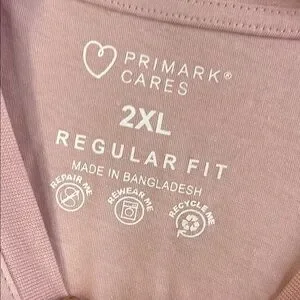 PRIMARK®
CARES
2XL
REGULAR FIT
MADE IN BANGLADESH
REPAIR ME
REWEAR ME
RECYCLE ME